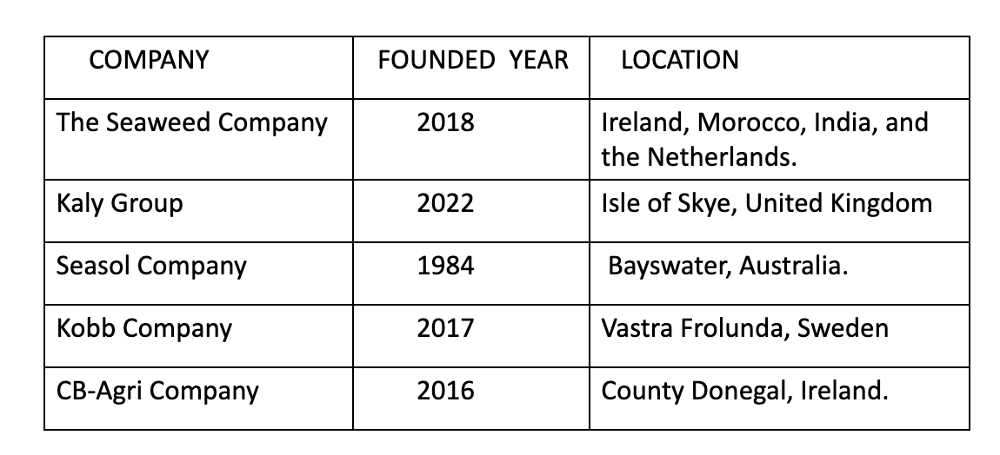 COMPANY FOUNDED YEAR LOCATION
The Seaweed Company 2018 Ireland, Morocco, India, and
the Netherlands.
Kaly Group 2022 Isle of Skye, United Kingdom
Seasol Company 1984 Bayswater, Australia.
Kobb Company 2017 Vastra Frolunda, Sweden
CB-Agri Company 2016 County Donegal, Ireland.